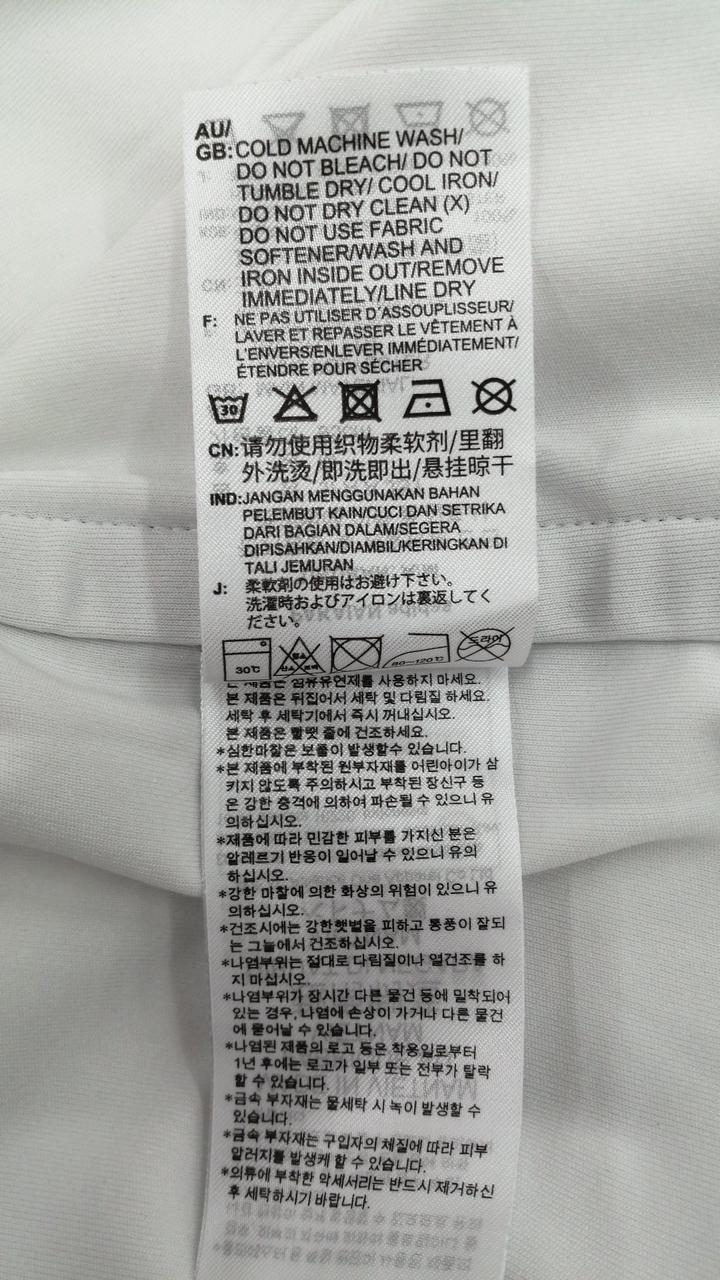 AU/
GB: COLD MACHINE WASH/
DO NOT BLEACH/ DO NOT
TUMBLE DRY/ COOL IRON/
DO NOT DRY CLEAN (X)
DO NOT USE FABRIC
SOFTENER/WASH AND
IRON INSIDE OUT/REMOVE
IMMEDIATELY/LINE DRY
F: NE PAS UTILISER D'ASSOUPLISSEUR/
LAVER ET REPASSER LE VÊTEMENT À
L'ENVERS/ENLEVER IMMÉDIATEMENT/
ÉTENDRE POUR SÉCHER
30
CN: 请勿使用织物柔软剂/里翻
外洗烫/即洗即出/悬挂晾干
IND: JANGAN MENGGUNAKAN BAHAN
PELEMBUT KAIN/CUCI DAN SETRIKA
DARI BAGIAN DALAM/SEGERA
DIPISAHKAN/DIAMBIL/KERINGKAN DI
TALI JEMURAN
J: 柔軟剤の使用はお避け下さい。
洗濯時およびアイロンは裏返してく
ださい。
30℃ 80~120℃ 드라이
본 제품은 섬유유연제를 사용하지 마세요.
본 제품은 뒤집어서 세탁 및 다림질 하세요.
세탁 후 세탁기에서 즉시 꺼내십시오.
본 제품은 빨랫 줄에 건조하세요.
*심한마찰은 보풀이 발생할수 있습니다.
*본 제품에 부착된 원부자재를 어린아이가 삼
키지 않도록 주의하시고 부착된 장신구 등
은 강한 충격에 의하여 파손될 수 있으니 유
의하십시오.
*제품에 따라 민감한 피부를 가지신 분은
알레르기 반응이 일어날 수 있으니 유의
하십시오.
*강한 마찰에 의한 화상의 위험이 있으니 유
의하십시오.
*건조시에는 강한햇볕을 피하고 통풍이 잘되
는 그늘에서 건조하십시오.
*나염부위는 절대로 다림질이나 열건조를 하
지 마십시오.
*나염부위가 장시간 다른 물건 등에 밀착되어
있는 경우, 나염에 손상이 가거나 다른 물건
에 묻어날 수 있습니다.
*나염된 제품의 로고 등은 착용일로부터
1년 후에는 로고가 일부 또는 전부가 탈락
할 수 있습니다.
*금속 부자재는 물세탁 시 녹이 발생할 수
있습니다.
*금속 부자재는 구입자의 체질에 따라 피부
알러지를 발생케 할 수 있습니다.
*의류에 부착한 악세서리는 반드시 제거하신
후 세탁하시기 바랍니다.